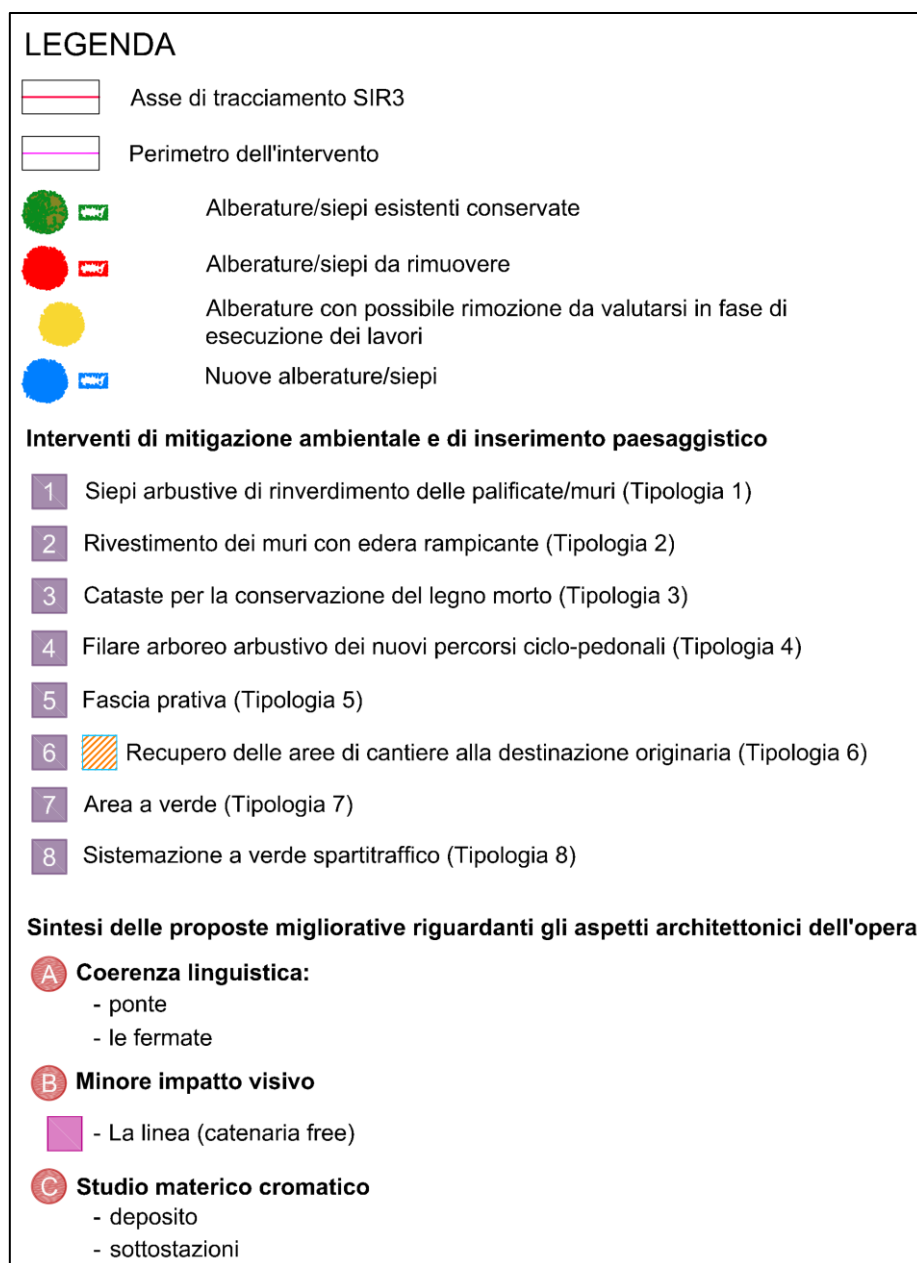 LEGENDA
Asse di tracciamento SIR3
Perimetro dell'intervento
Alberature/siepi esistenti conservate
Alberature/siepi da rimuovere
Alberature con possibile rimozione da valutarsi in fase di
esecuzione dei lavori
Nuove alberature/siepi
Interventi di mitigazione ambientale e di inserimento paesaggistico
1 Siepi arbustive di rinverdimento delle palificate/muri (Tipologia 1)
2 Rivestimento dei muri con edera rampicante (Tipologia 2)
3 Cataste per la conservazione del legno morto (Tipologia 3)
4 Filare arboreo arbustivo dei nuovi percorsi ciclo-pedonali (Tipologia 4)
5 Fascia prativa (Tipologia 5)
6 Recupero delle aree di cantiere alla destinazione originaria (Tipologia 6)
7 Area a verde (Tipologia 7)
8 Sistemazione a verde spartitraffico (Tipologia 8)
Sintesi delle proposte migliorative riguardanti gli aspetti architettonici dell'opera
A Coerenza linguistica:
- ponte
- le fermate
B Minore impatto visivo
- La linea (catenaria free)
C Studio materico cromatico
- deposito
- sottostazioni